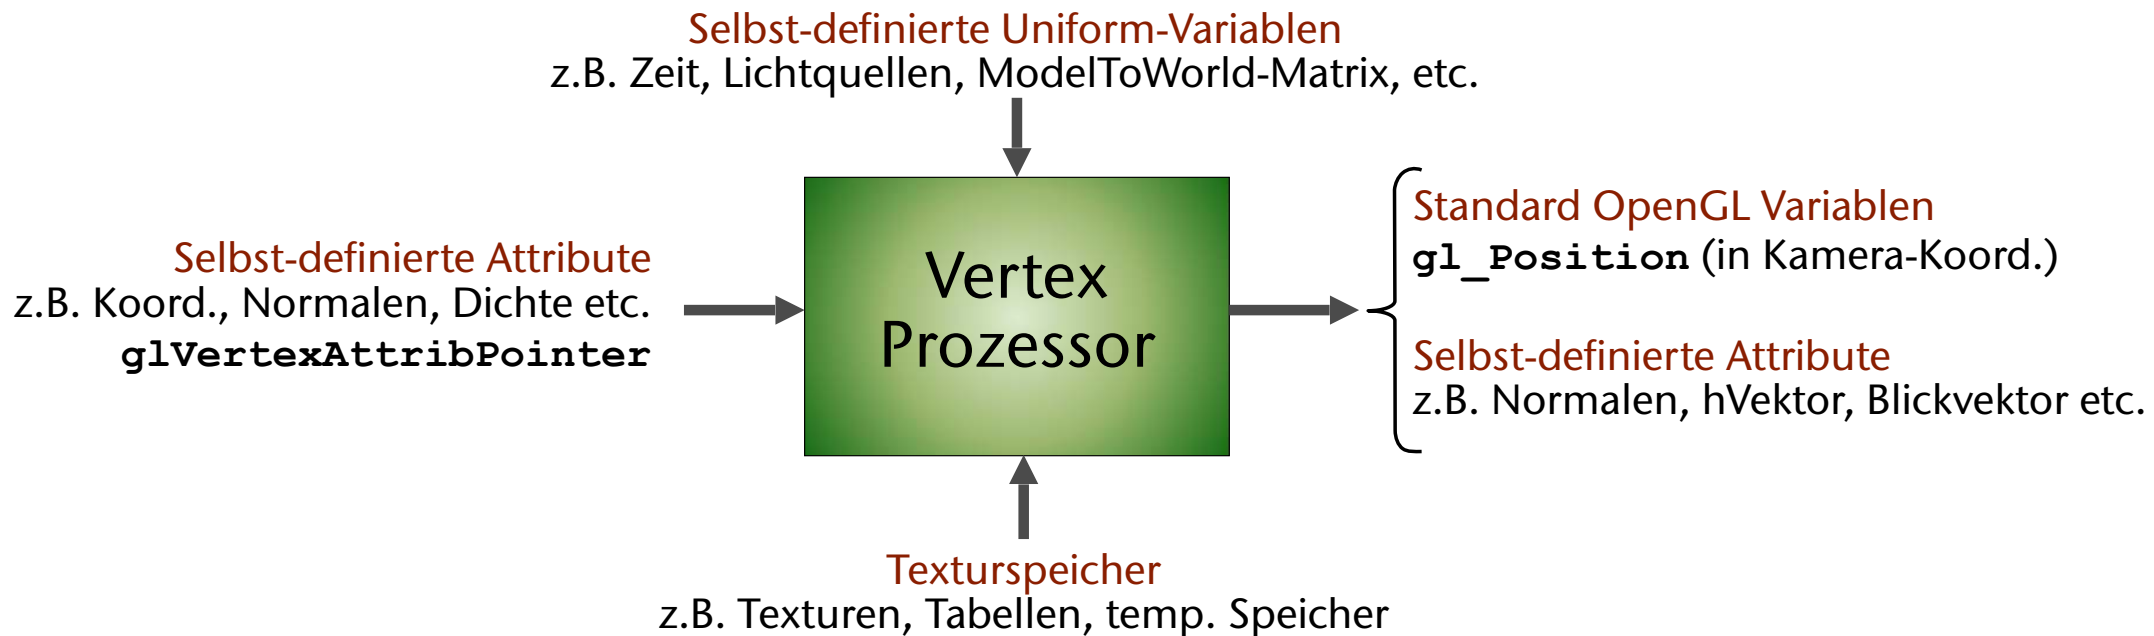 Selbst-definierte Uniform-Variablen
z.B. Zeit, Lichtquellen, ModelToWorld-Matrix, etc.
Selbst-definierte Attribute
z.B. Koord., Normalen, Dichte etc.
glVertexAttribPointer
Vertex
Prozessor
Standard OpenGL Variablen
gl_Position (in Kamera-Koord.)
Selbst-definierte Attribute
z.B. Normalen, hVektor, Blickvektor etc.
Texturspeicher
z.B. Texturen, Tabellen, temp. Speicher